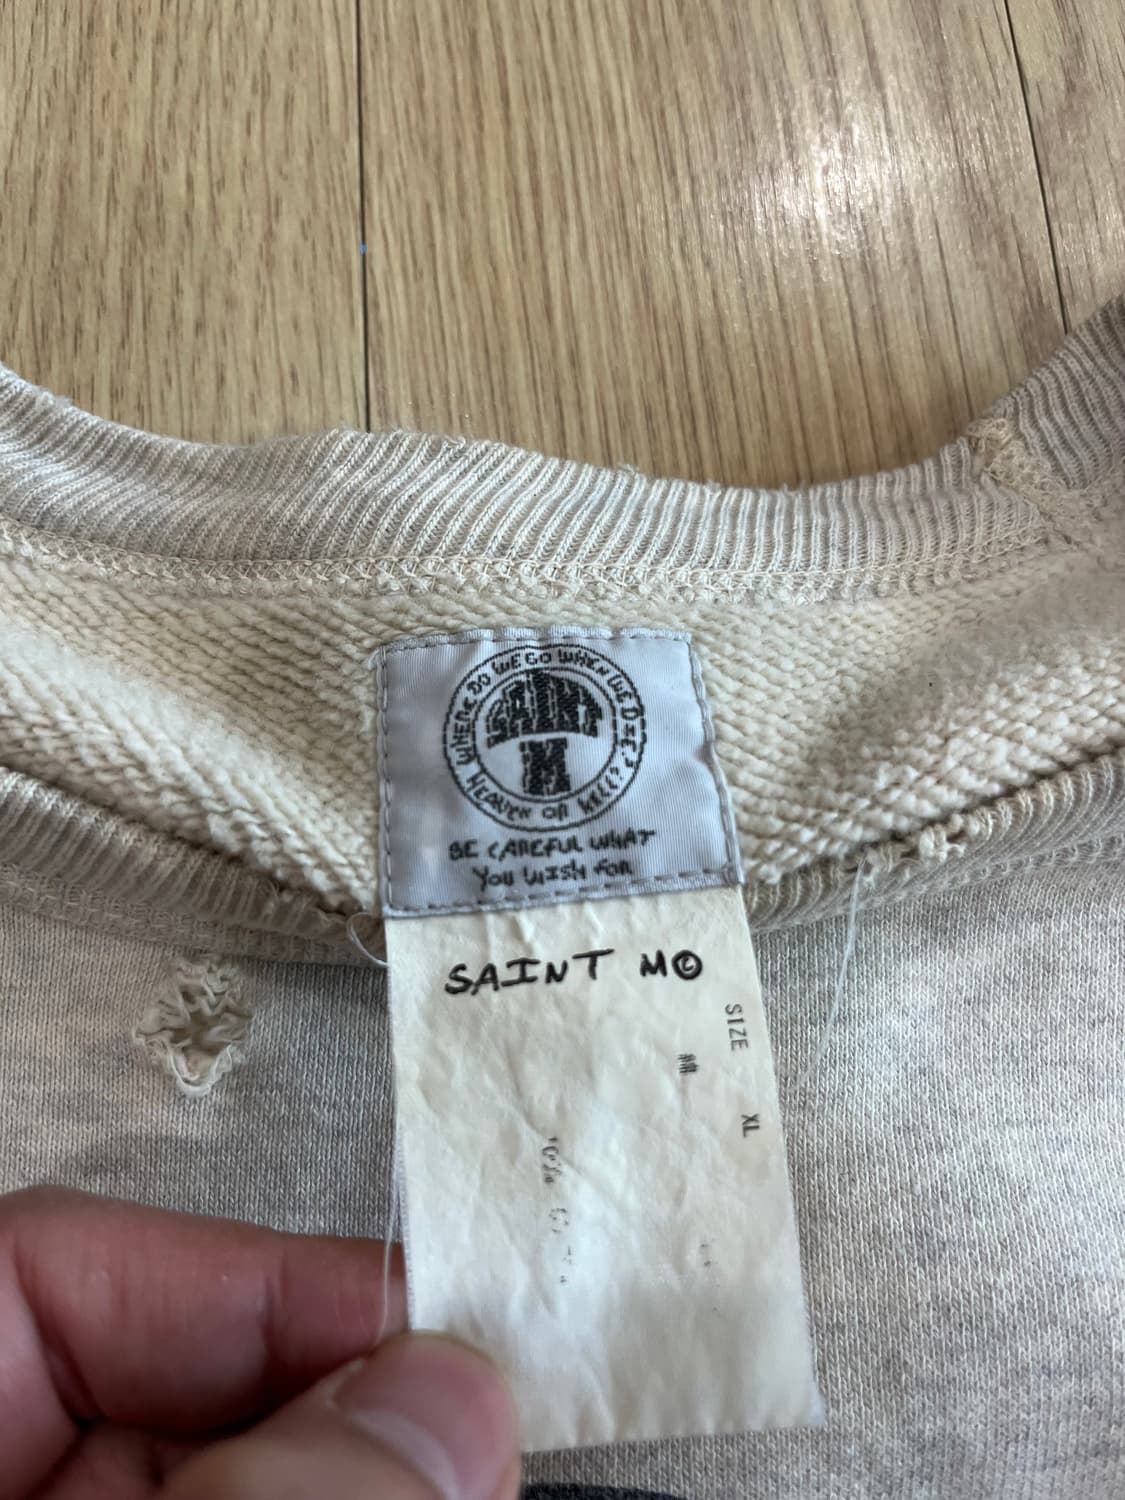 WHERE DO WE GO WHEN WE DIE?
HEAVEN OR HELL?
SAINT
M
BE CAREFUL WHAT
YOU WISH FOR
SAINT M©
SIZE XL